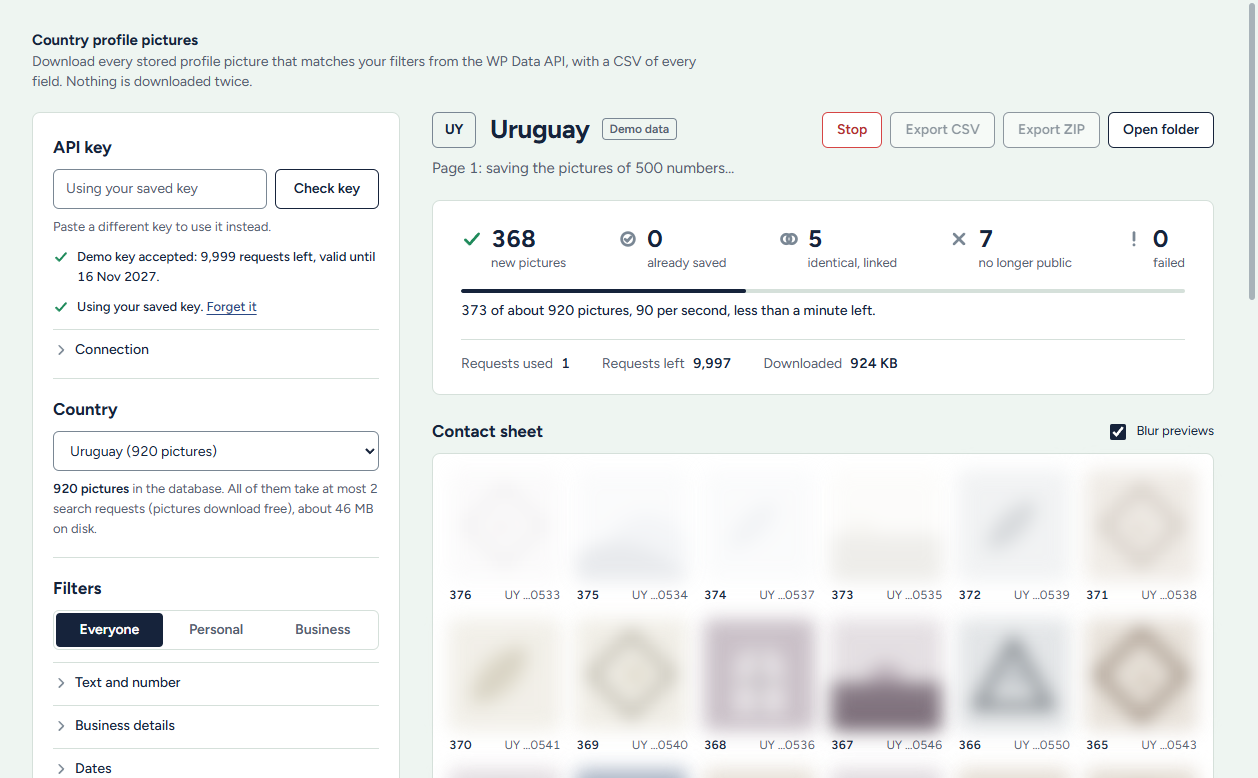 Country profile pictures
Download every stored profile picture that matches your filters from the WP Data API, with a CSV of every
field. Nothing is downloaded twice.
API key
Using your saved key
Check key
Paste a different key to use it instead.
Demo key accepted: 9,999 requests left, valid until
16 Nov 2027.
Using your saved key. Forget it
Connection
Country
Uruguay (920 pictures)
920 pictures in the database. All of them take at most 2
search requests (pictures download free), about 46 MB
on disk.
Filters
Everyone Personal Business
Text and number
Business details
Dates
UY Uruguay Demo data Stop Export CSV Export ZIP Open folder
Page 1: saving the pictures of 500 numbers...
368 0 5 7 0
new pictures already saved identical, linked no longer public failed
373 of about 920 pictures, 90 per second, less than a minute left.
Requests used 1 Requests left 9,997 Downloaded 924 KB
Contact sheet Blur previews
376 UY ...0533 375 UY ...0534 374 UY ...0537 373 UY ...0535 372 UY ...0539 371 UY ...0538
370 UY ...0541 369 UY ...0540 368 UY ...0536 367 UY ...0546 366 UY ...0550 365 UY ...0543